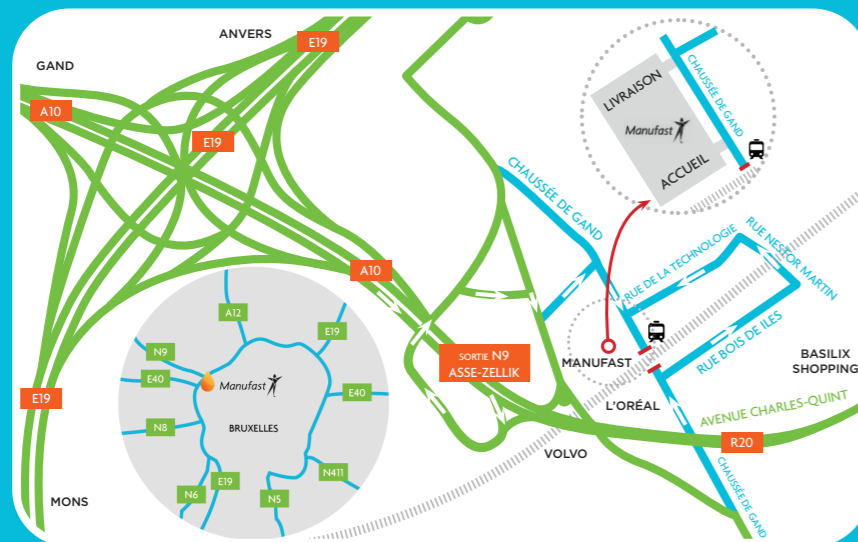 ANVERS
E19
GAND
A10
E19
LIVRAISON
Manufast
ACCUEIL
CHAUSSÉE DE GAND
CHAUSSÉE DE GAND
RUE DE LA TECHNOLOGIE
RUE NESTOR MARTIN
A10
A12
E19
N9
E40
Manufast
E40
BRUXELLES
N8
N411
N6
E19
N5
SORTIE N9
ASSE-ZELLIK
MANUFAST
RUE BOIS DE ILES
BASILIX
SHOPPING
L'ORÉAL
AVENUE CHARLES-QUINT
R20
VOLVO
CHAUSSÉE DE GAND
E19
MONS